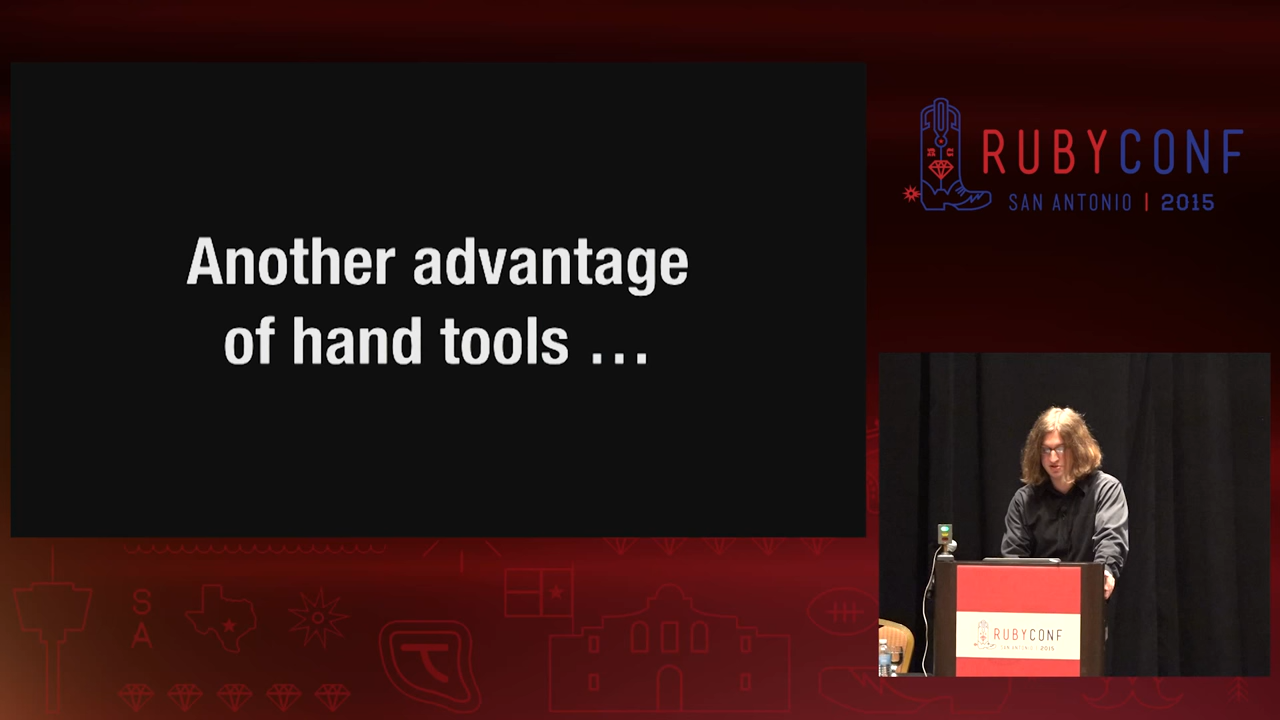 Another advantage
of hand tools …
RUBYCONF
SAN ANTONIO | 2015
S
A
RUBYCONF
SAN ANTONIO | 2015